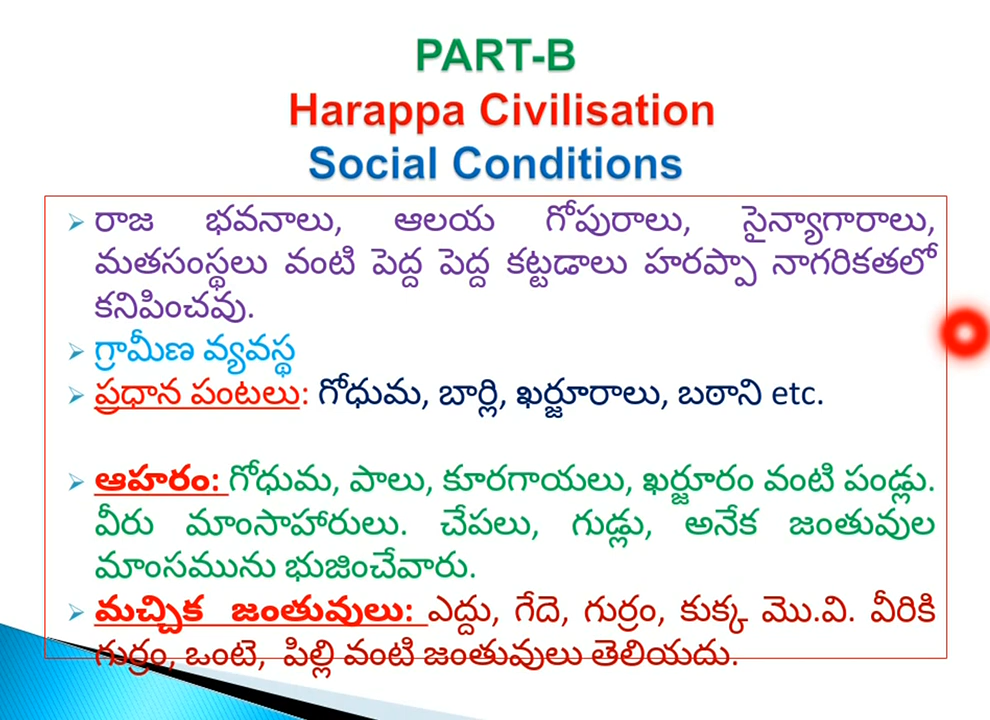 PART-B
Harappa Civilisation
Social Conditions
రాజ భవనాలు, ఆలయ గోపురాలు, సైన్యాగారాలు,
మతసంస్థలు వంటి పెద్ద పెద్ద కట్టడాలు హరప్పా నాగరికతలో
కనిపించవు.
గ్రామీణ వ్యవస్థ
ప్రధాన పంటలు: గోధుమ, బార్లి, ఖర్జూరాలు, బఠాని etc.
ఆహరం: గోధుమ, పాలు, కూరగాయలు, ఖర్జూరం వంటి పండ్లు.
వీరు మాంసాహారులు. చేపలు, గుడ్లు, అనేక జంతువుల
మాంసమును భుజించేవారు.
మచ్చిక జంతువులు: ఎద్దు, గేదె, గుర్రం, కుక్క మొ.వి. వీరికి
గుర్రం, ఒంటె, పిల్లి వంటి జంతువులు తెలియదు.